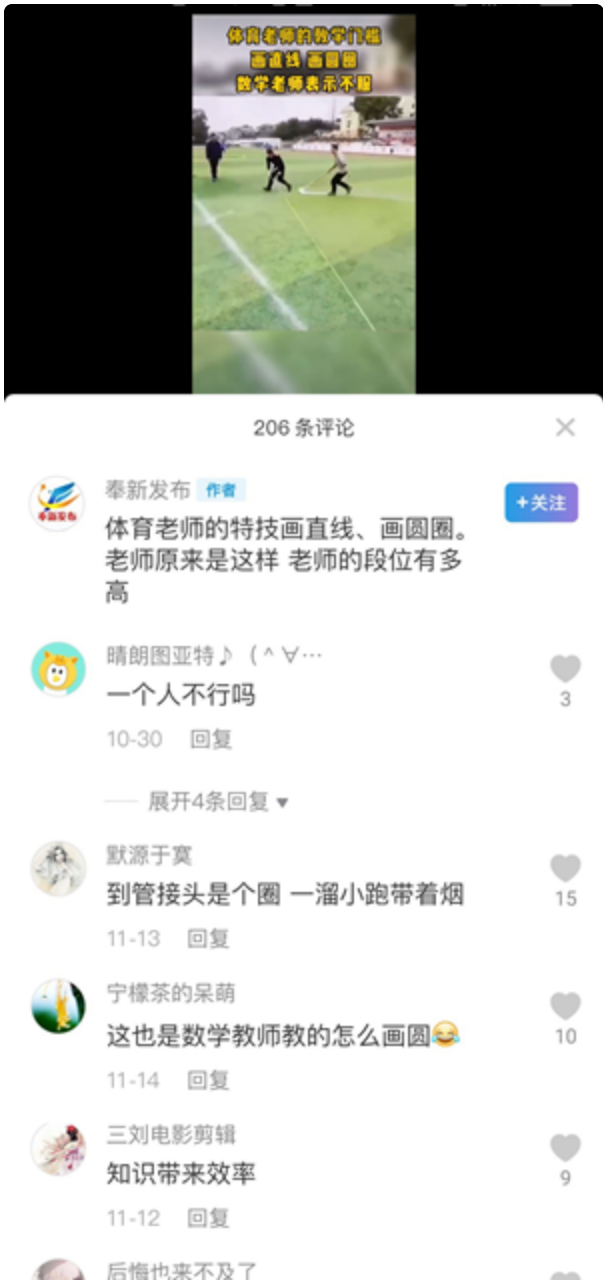 体育老师的教学门槛
画直线 画圆圈
数学老师表示不服
206 条评论
奉新发布 作者
+关注
奉新发布
体育老师的特技画直线、画圆圈。
老师原来是这样 老师的段位有多
高
晴朗图亚特♪（^∀···
一个人不行吗
3
10-30 回复
展开4条回复▼
默源于寞
到管接头是个圈 一溜小跑带着烟
15
11-13 回复
宁檬茶的呆萌
这也是数学教师教的怎么画圆😂
10
11-14 回复
三刘电影剪辑
知识带来效率
9
11-12 回复
后悔也来不及了